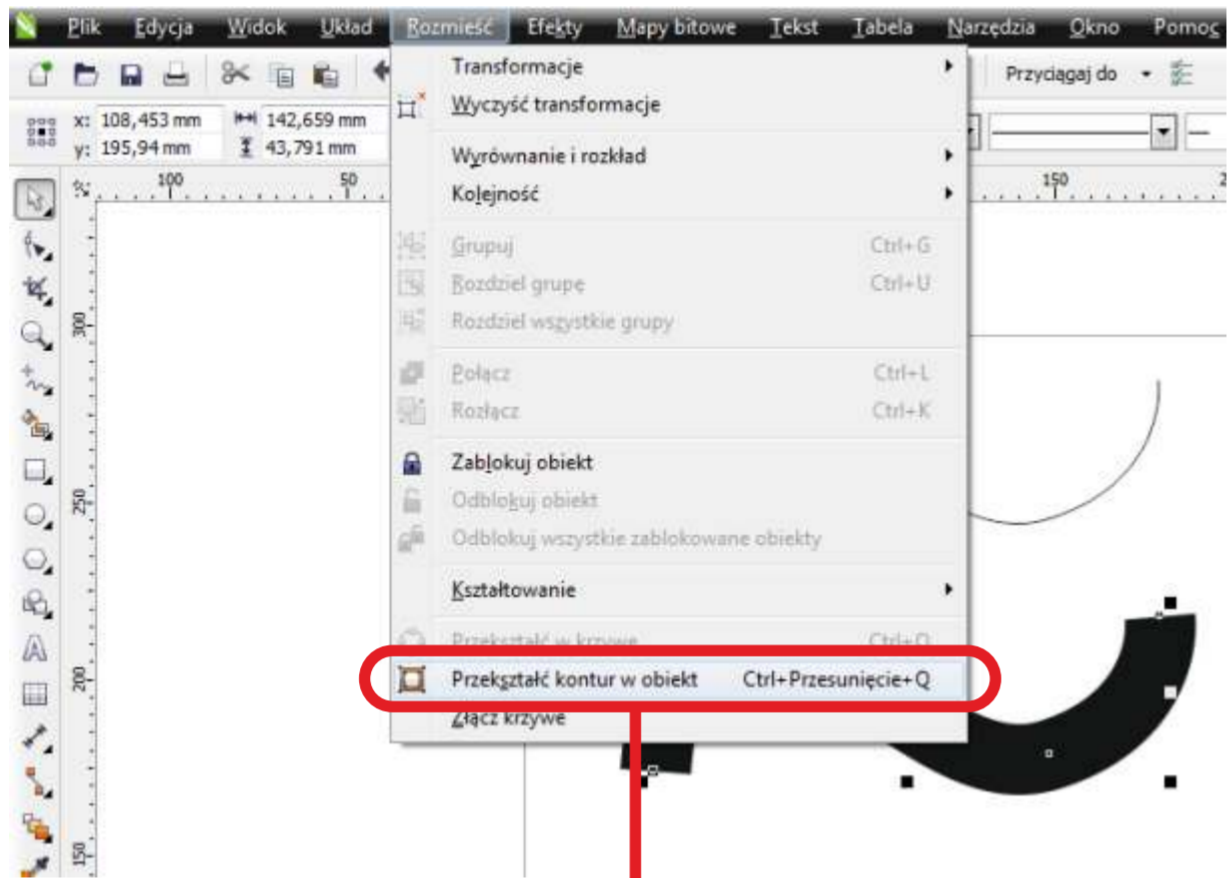 Plik Edycja Widok Układ Rozmieść Efekty Mapy bitowe Tekst Tabela Narzędzia Okno Pomoc
Przyciągaj do
x: 108,453 mm 142,659 mm
y: 195,94 mm 43,791 mm
100 50 150 2
Transformacje
Wyczyść transformacje
Wyrównanie i rozkład
Kolejność
Grupuj Ctrl+G
Rozdziel grupę Ctrl+U
Rozdziel wszystkie grupy
Połącz Ctrl+L
Rozłącz Ctrl+K
Zablokuj obiekt
Odblokuj obiekt
Odblokuj wszystkie zablokowane obiekty
Kształtowanie
Przekształć w krzywe Ctrl+Q
Przekształć kontur w obiekt Ctrl+Przesunięcie+Q
Złącz krzywe
300
250
200
150